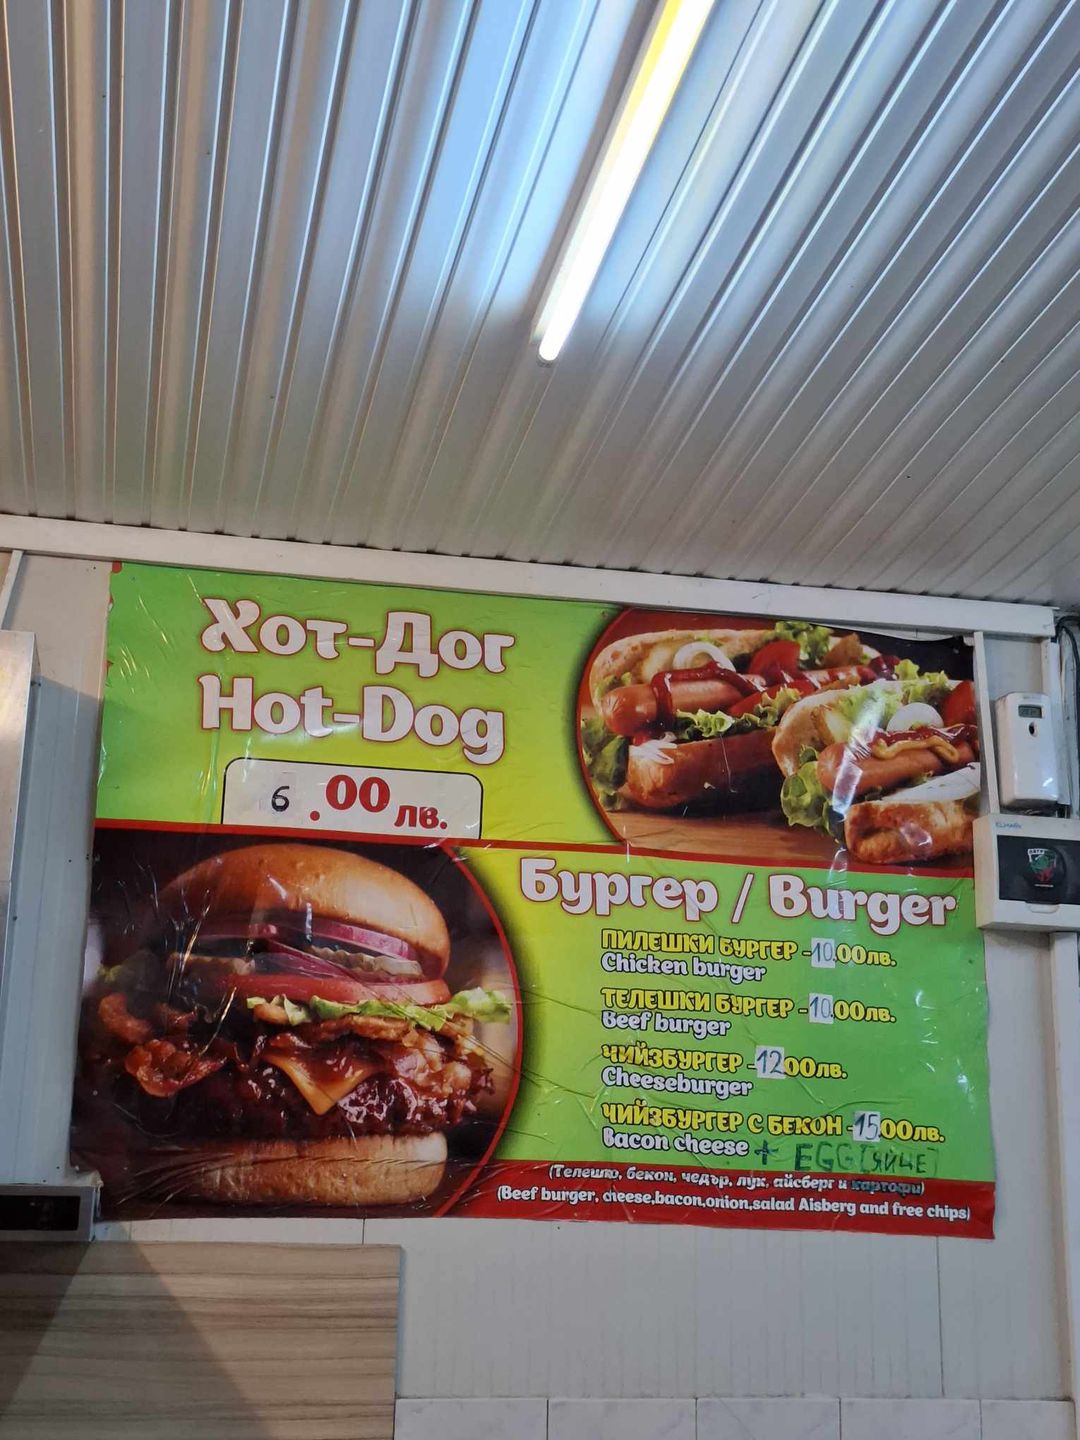 Хот-Дог
Hot-Dog
6.00 лв.
Бургер / Burger
ПИЛЕШКИ БУРГЕР -10.00лв.
Chicken burger
ТЕЛЕШКИ БУРГЕР -10.00лв.
Beef burger
ЧИЙЗБУРГЕР -12 00лв.
Cheeseburger
ЧИЙЗБУРГЕР С БЕКОН -15.00лв.
Bacon cheese + EGG [ЯЙЦЕ]
(Телешко, бекон, чедър, лук, айсберг и картофи)
(Beef burger, cheese,bacon,onion,salad Aisberg and free chips)
ELMARK